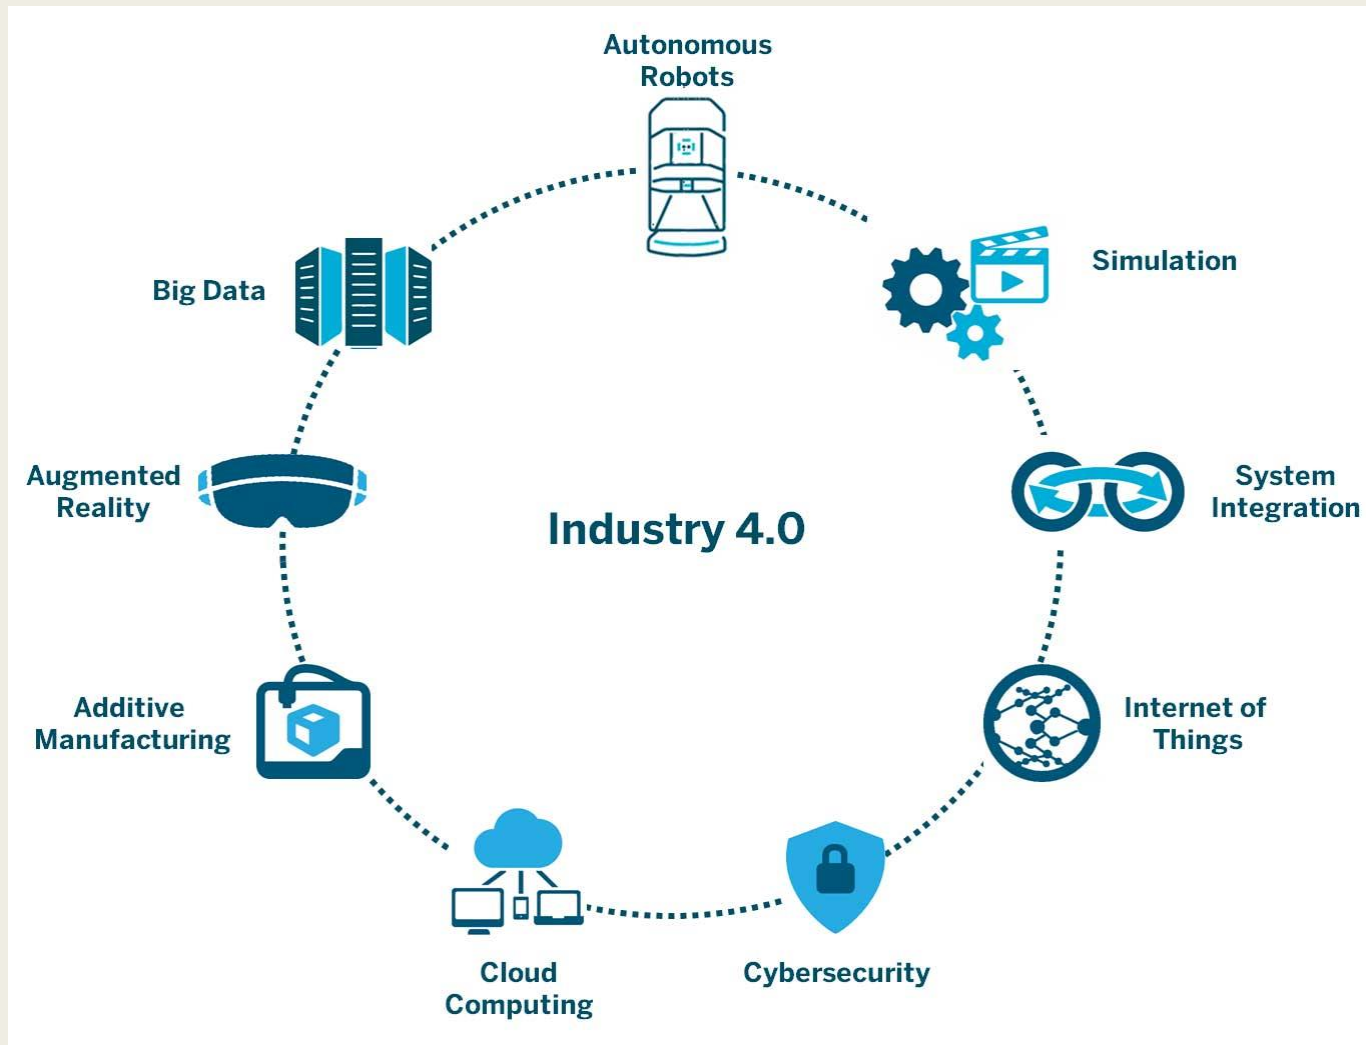 Autonomous
Robots
Simulation
System
Integration
Internet of
Things
Cybersecurity
Cloud
Computing
Additive
Manufacturing
Augmented
Reality
Big Data
Industry 4.0